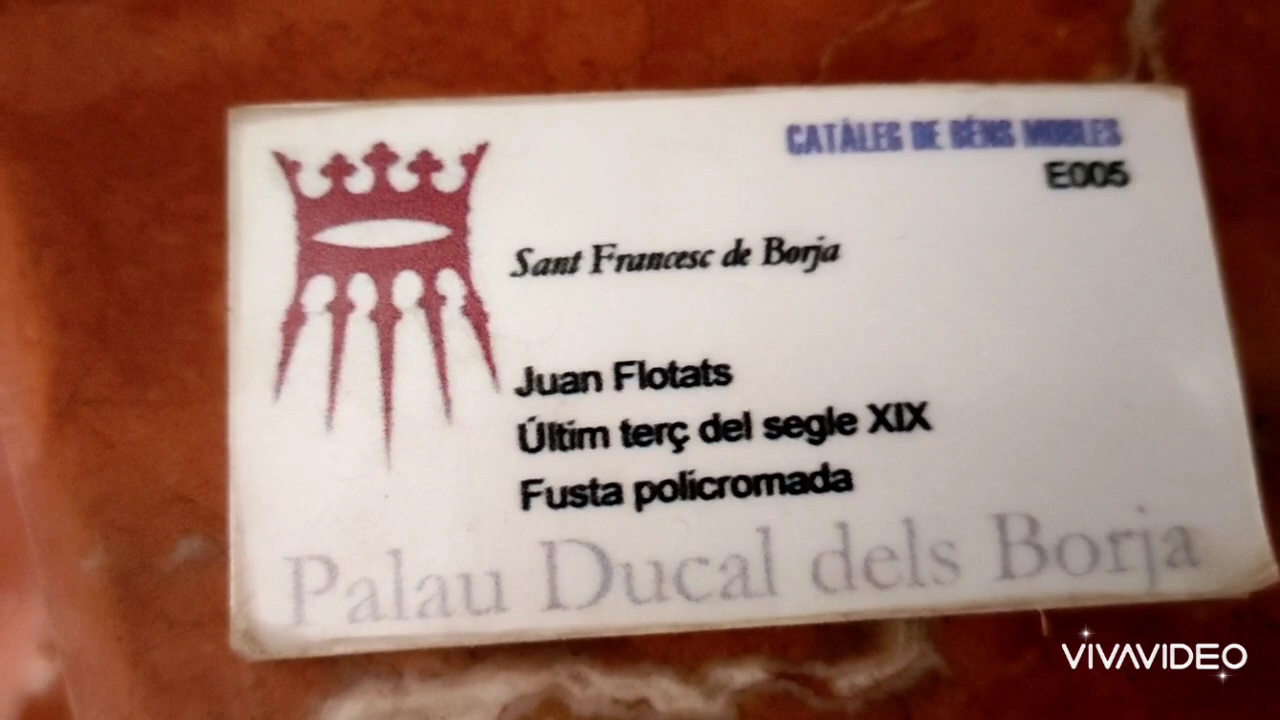 CATÀLEG DE BÉNS MOBLES
E005
Sant Francesc de Borja
Juan Flotats
Últim terç del segle XIX
Fusta policromada
Palau Ducal dels Borja
VIVAVIDEO